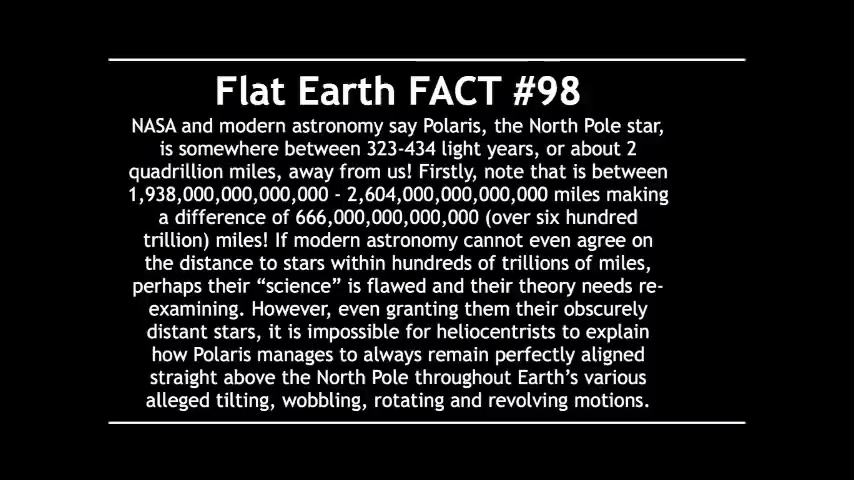 Flat Earth FACT #98
NASA and modern astronomy say Polaris, the North Pole star,
is somewhere between 323-434 light years, or about 2
quadrillion miles, away from us! Firstly, note that is between
1,938,000,000,000,000 - 2,604,000,000,000,000 miles making
a difference of 666,000,000,000,000 (over six hundred
trillion) miles! If modern astronomy cannot even agree on
the distance to stars within hundreds of trillions of miles,
perhaps their “science” is flawed and their theory needs re-
examining. However, even granting them their obscurely
distant stars, it is impossible for heliocentrists to explain
how Polaris manages to always remain perfectly aligned
straight above the North Pole throughout Earth’s various
alleged tilting, wobbling, rotating and revolving motions.